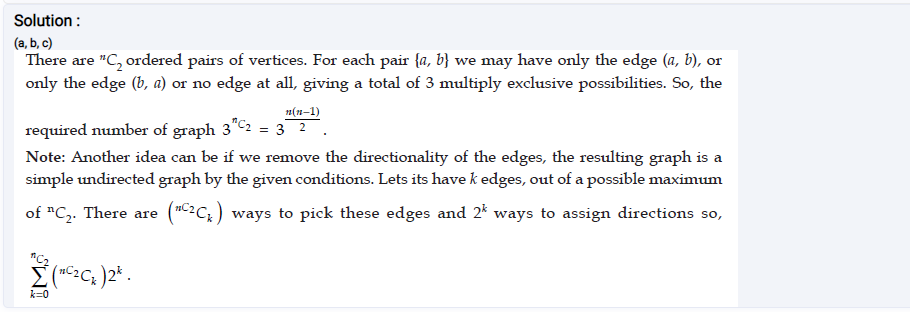 Solution :
(a, b, c)
There are ⁿC₂ ordered pairs of vertices. For each pair {a, b} we may have only the edge (a, b), or
only the edge (b, a) or no edge at all, giving a total of 3 multiply exclusive possibilities. So, the
required number of graph 3^{ⁿC₂} = 3^{n(n–1)/2}.
Note: Another idea can be if we remove the directionality of the edges, the resulting graph is a
simple undirected graph by the given conditions. Lets its have k edges, out of a possible maximum
of ⁿC₂. There are (^{ⁿC₂}C_k) ways to pick these edges and 2^k ways to assign directions so,
\sum_{k=0}^{ⁿC₂} (^{ⁿC₂}C_k)2^k.